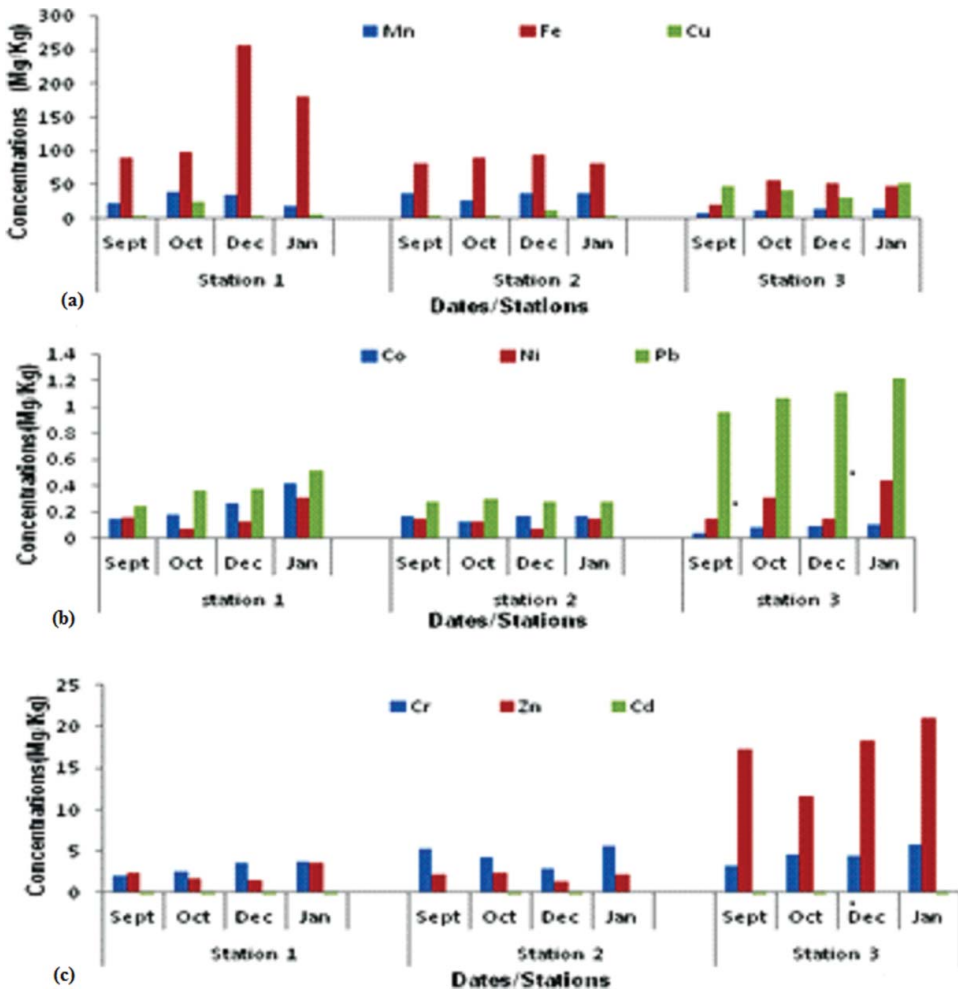 Concentrations (Mg/Kg)
300
250
200
150
100
50
0
Mn Fe Cu
Sept Oct Dec Jan Sept Oct Dec Jan Sept Oct Dec Jan
Station 1 Station 2 Station 3
(a)
Dates/Stations
Concentrations(Mg/Kg)
1.4
1.2
1
0.8
0.6
0.4
0.2
0
Co Ni Pb
Sept Oct Dec Jan Sept Oct Dec Jan Sept Oct Dec Jan
station 1 station 2 station 3
(b)
Dates/Stations
Concentrations(Mg/Kg)
25
20
15
10
5
0
Cr Zn Cd
Sept Oct Dec Jan Sept Oct Dec Jan Sept Oct Dec Jan
Station 1 Station 2 Station 3
(c)
Dates/Stations